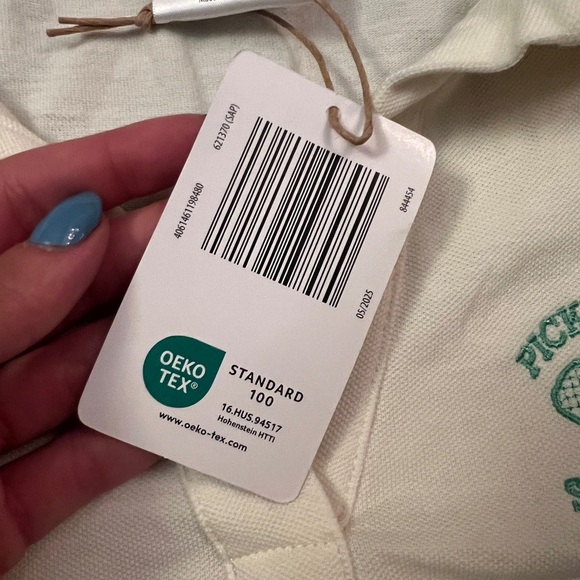 621370 (SAP)
4061461198480
844454
05/2025
OEKO
TEX®
STANDARD
100
16.HUS.94517
Hohenstein HTTI
www.oeko-tex.com
PICK